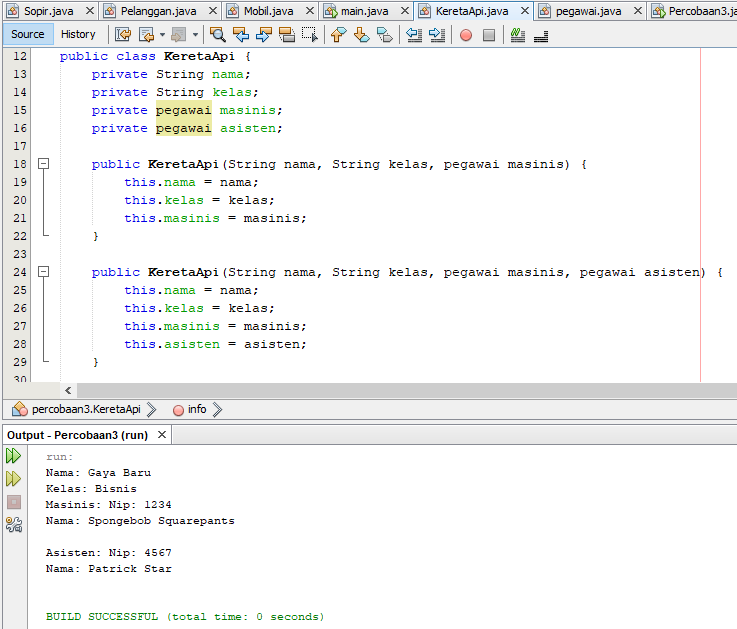 Sopir.java Pelanggan.java Mobil.java main.java KeretaApi.java pegawai.java Percobaan3.ja
Source History
12 public class KeretaApi {
13 private String nama;
14 private String kelas;
15 private pegawai masinis;
16 private pegawai asisten;
17
18 public KeretaApi(String nama, String kelas, pegawai masinis) {
19 this.nama = nama;
20 this.kelas = kelas;
21 this.masinis = masinis;
22 }
23
24 public KeretaApi(String nama, String kelas, pegawai masinis, pegawai asisten) {
25 this.nama = nama;
26 this.kelas = kelas;
27 this.masinis = masinis;
28 this.asisten = asisten;
29 }
30
percobaan3.KeretaApi info
Output - Percobaan3 (run)
run:
Nama: Gaya Baru
Kelas: Bisnis
Masinis: Nip: 1234
Nama: Spongebob Squarepants
Asisten: Nip: 4567
Nama: Patrick Star
BUILD SUCCESSFUL (total time: 0 seconds)